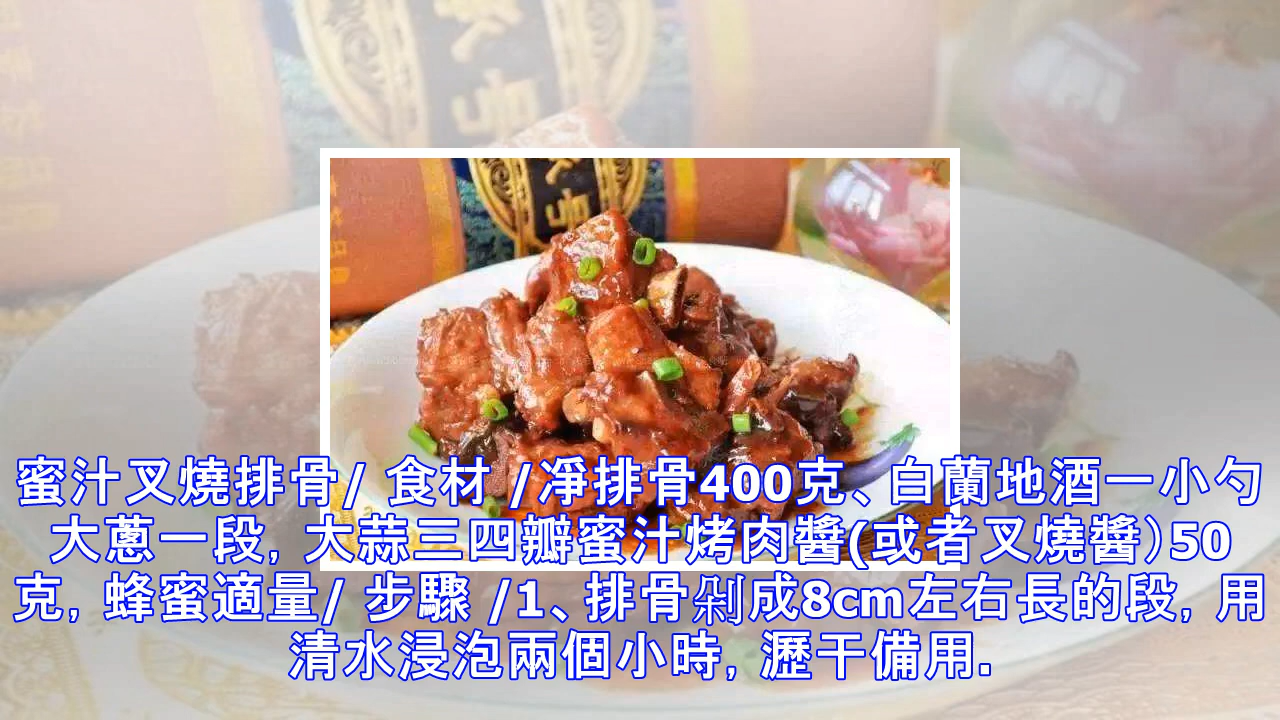 蜜汁叉燒排骨/ 食材 /凈排骨400克、白蘭地酒一小勺
大蔥一段, 大蒜三四瓣蜜汁烤肉醬(或者叉燒醬）50
克, 蜂蜜適量/ 步驟 /1、排骨剁成8cm左右長的段, 用
清水浸泡兩個小時, 瀝干備用.